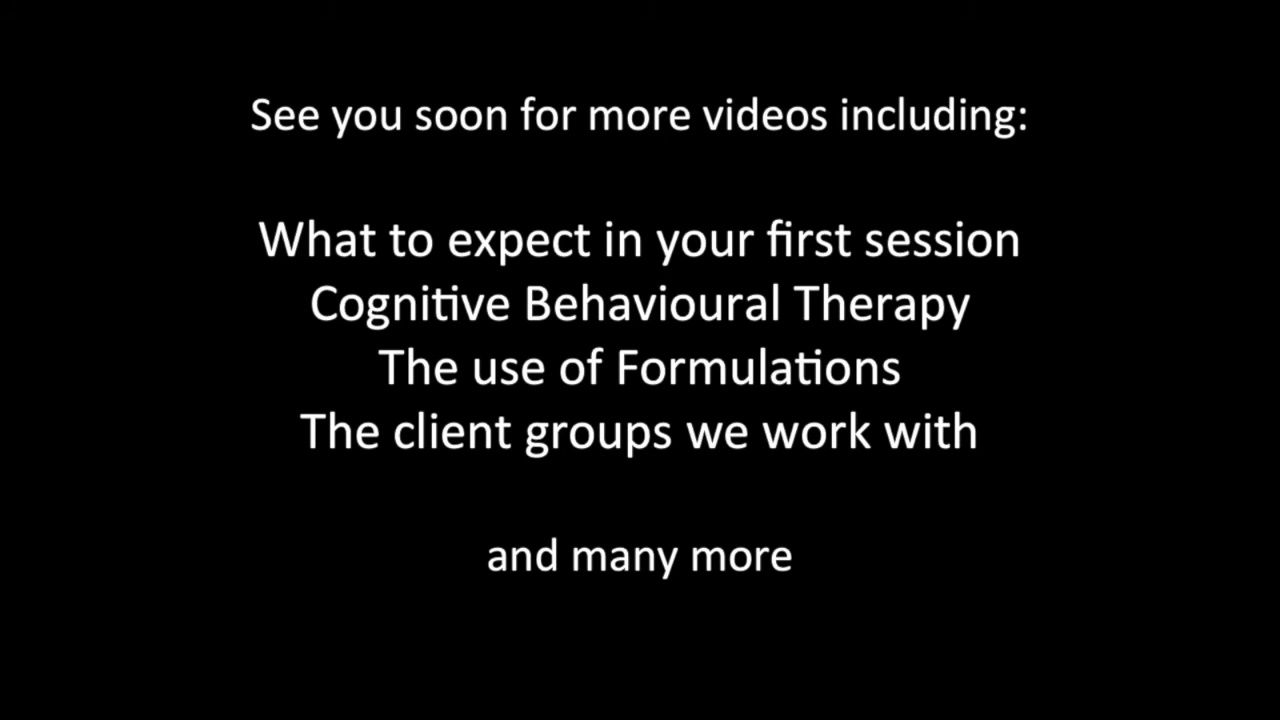 See you soon for more videos including:
What to expect in your first session
Cognitive Behavioural Therapy
The use of Formulations
The client groups we work with
and many more